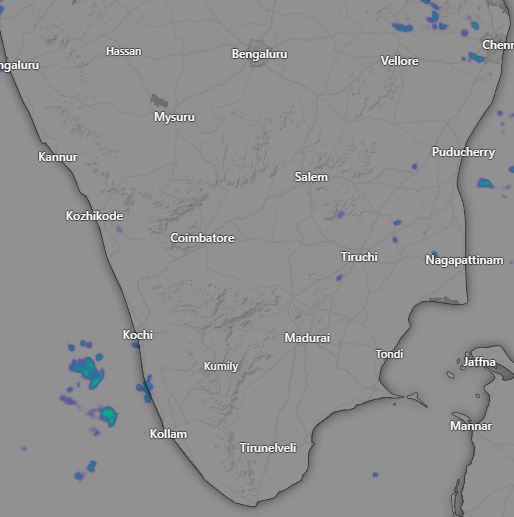 Hassan
Bengaluru
Chenn
ngaluru
Vellore
Mysuru
Kannur
Puducherry
Salem
Kozhikode
Coimbatore
Tiruchi
Nagapattinam
Kochi
Madurai
Tondi
Jaffna
Kumily
Mannar
Kollam
Tirunelveli